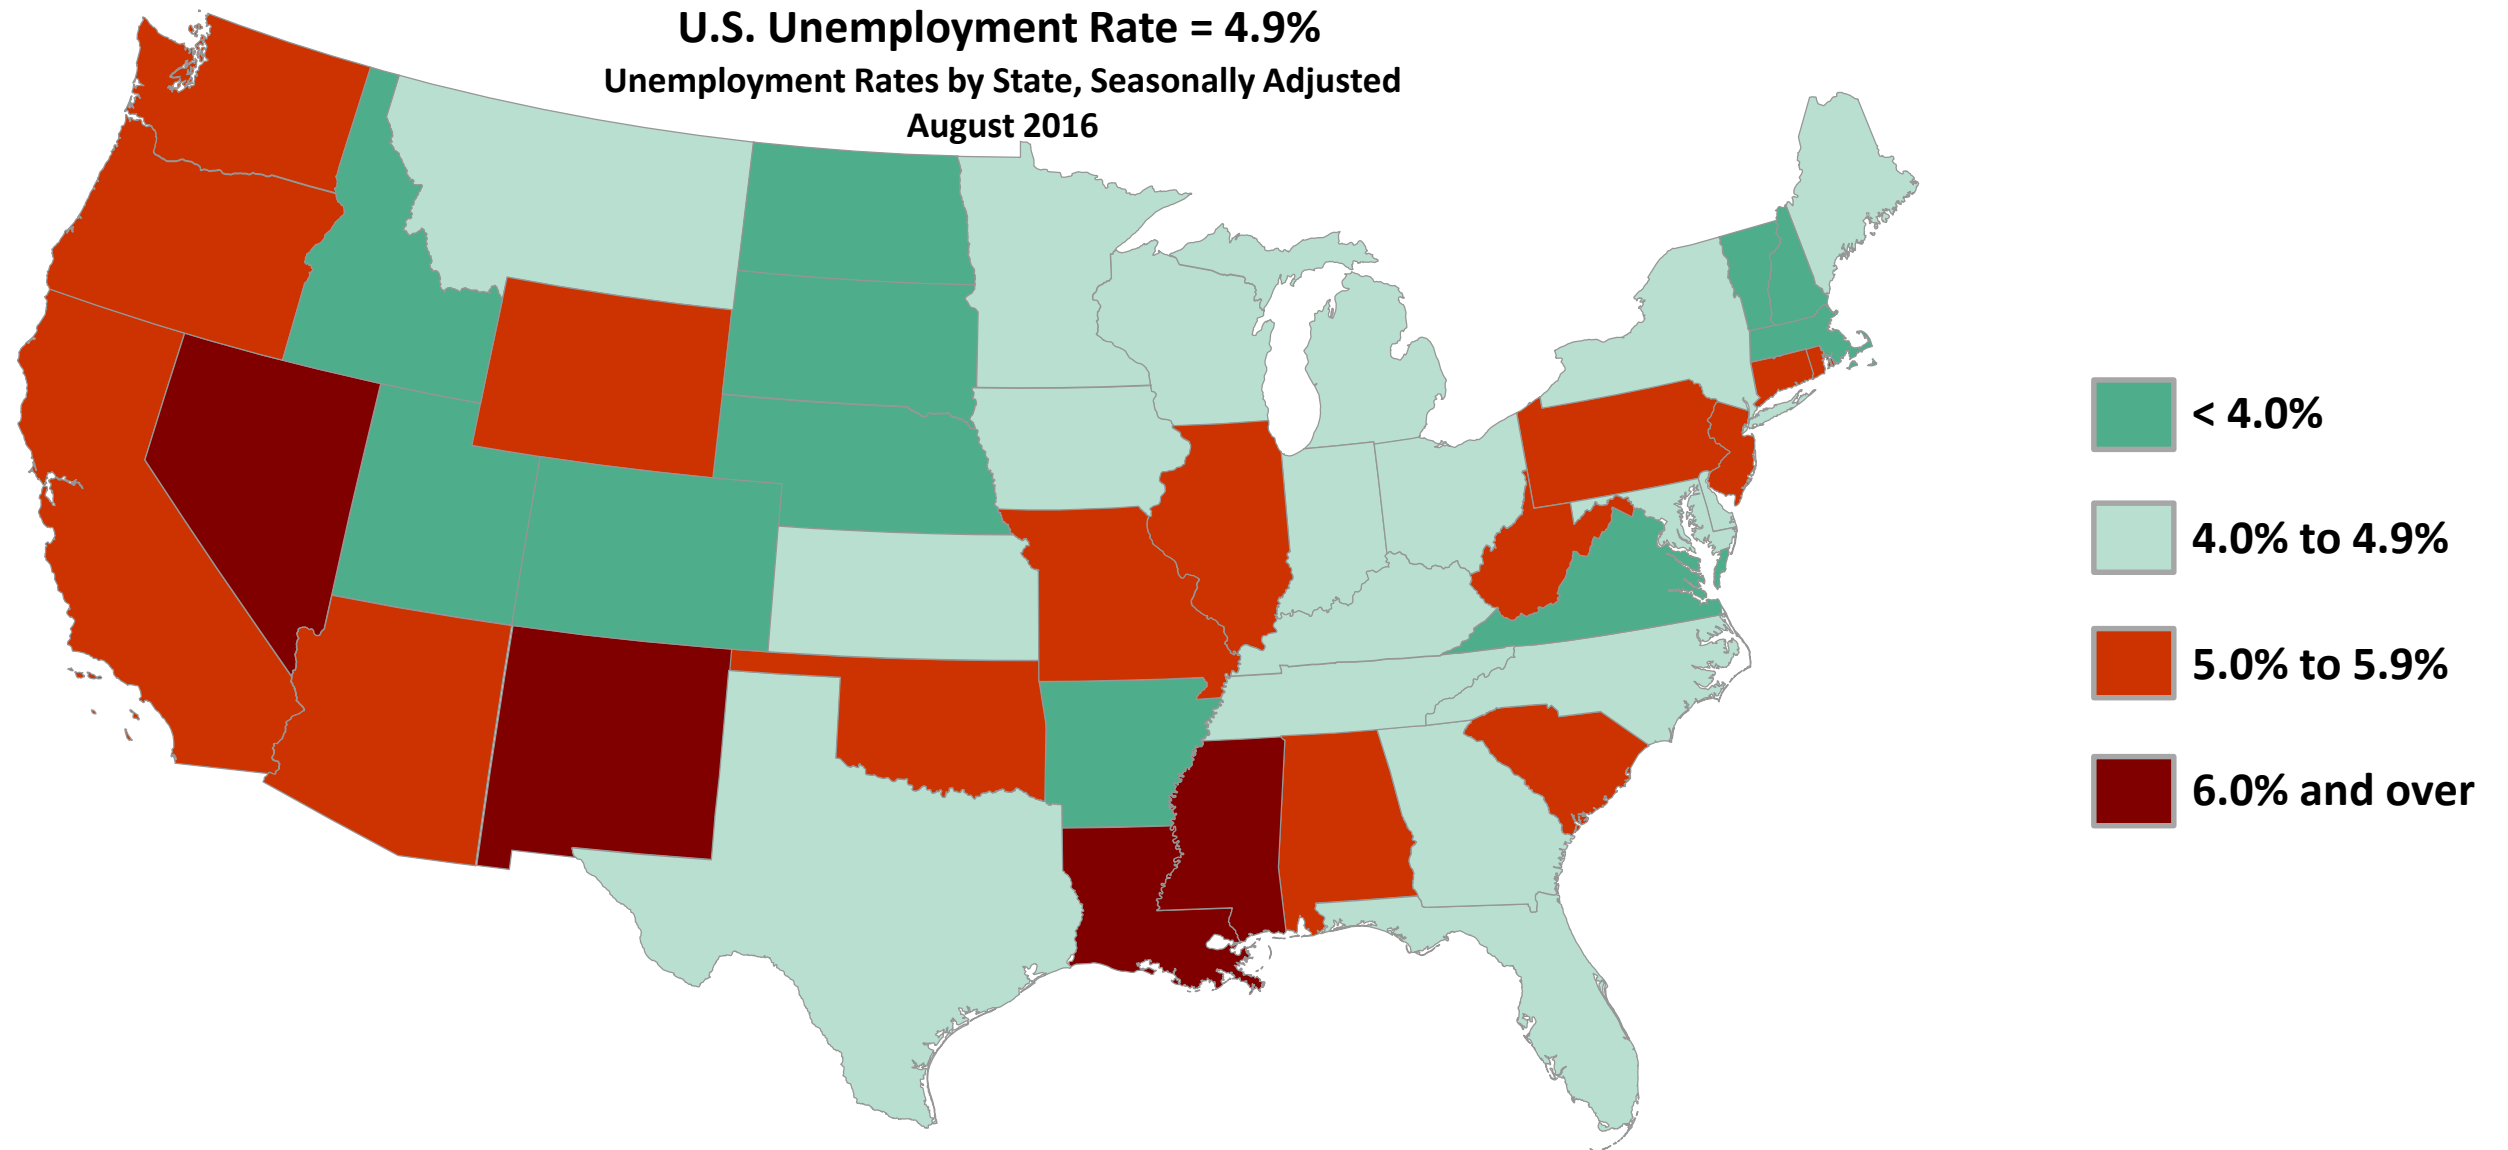 U.S. Unemployment Rate = 4.9%
Unemployment Rates by State, Seasonally Adjusted
August 2016
< 4.0%
4.0% to 4.9%
5.0% to 5.9%
6.0% and over